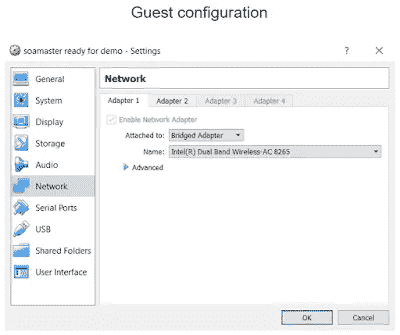 Guest configuration
soamaster ready for demo - Settings
General
System
Display
Storage
Audio
Network
Serial Ports
USB
Shared Folders
User Interface
Network
Adapter 1 Adapter 2 Adapter 3 Adapter 4
Enable Network Adapter
Attached to: Bridged Adapter
Name: Intel(R) Dual Band Wireless-AC 8265
Advanced
OK Cancel